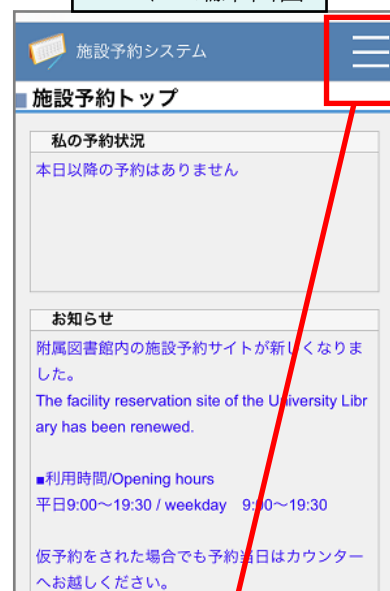 施設予約システム
施設予約トップ
私の予約状況
本日以降の予約はありません
お知らせ
附属図書館内の施設予約サイトが新しくなりま
した。
The facility reservation site of the University Libr
ary has been renewed.
■利用時間/Opening hours
平日9:00～19:30 / weekday　9:00～19:30
仮予約をされた場合でも予約当日はカウンター
へお越しください。